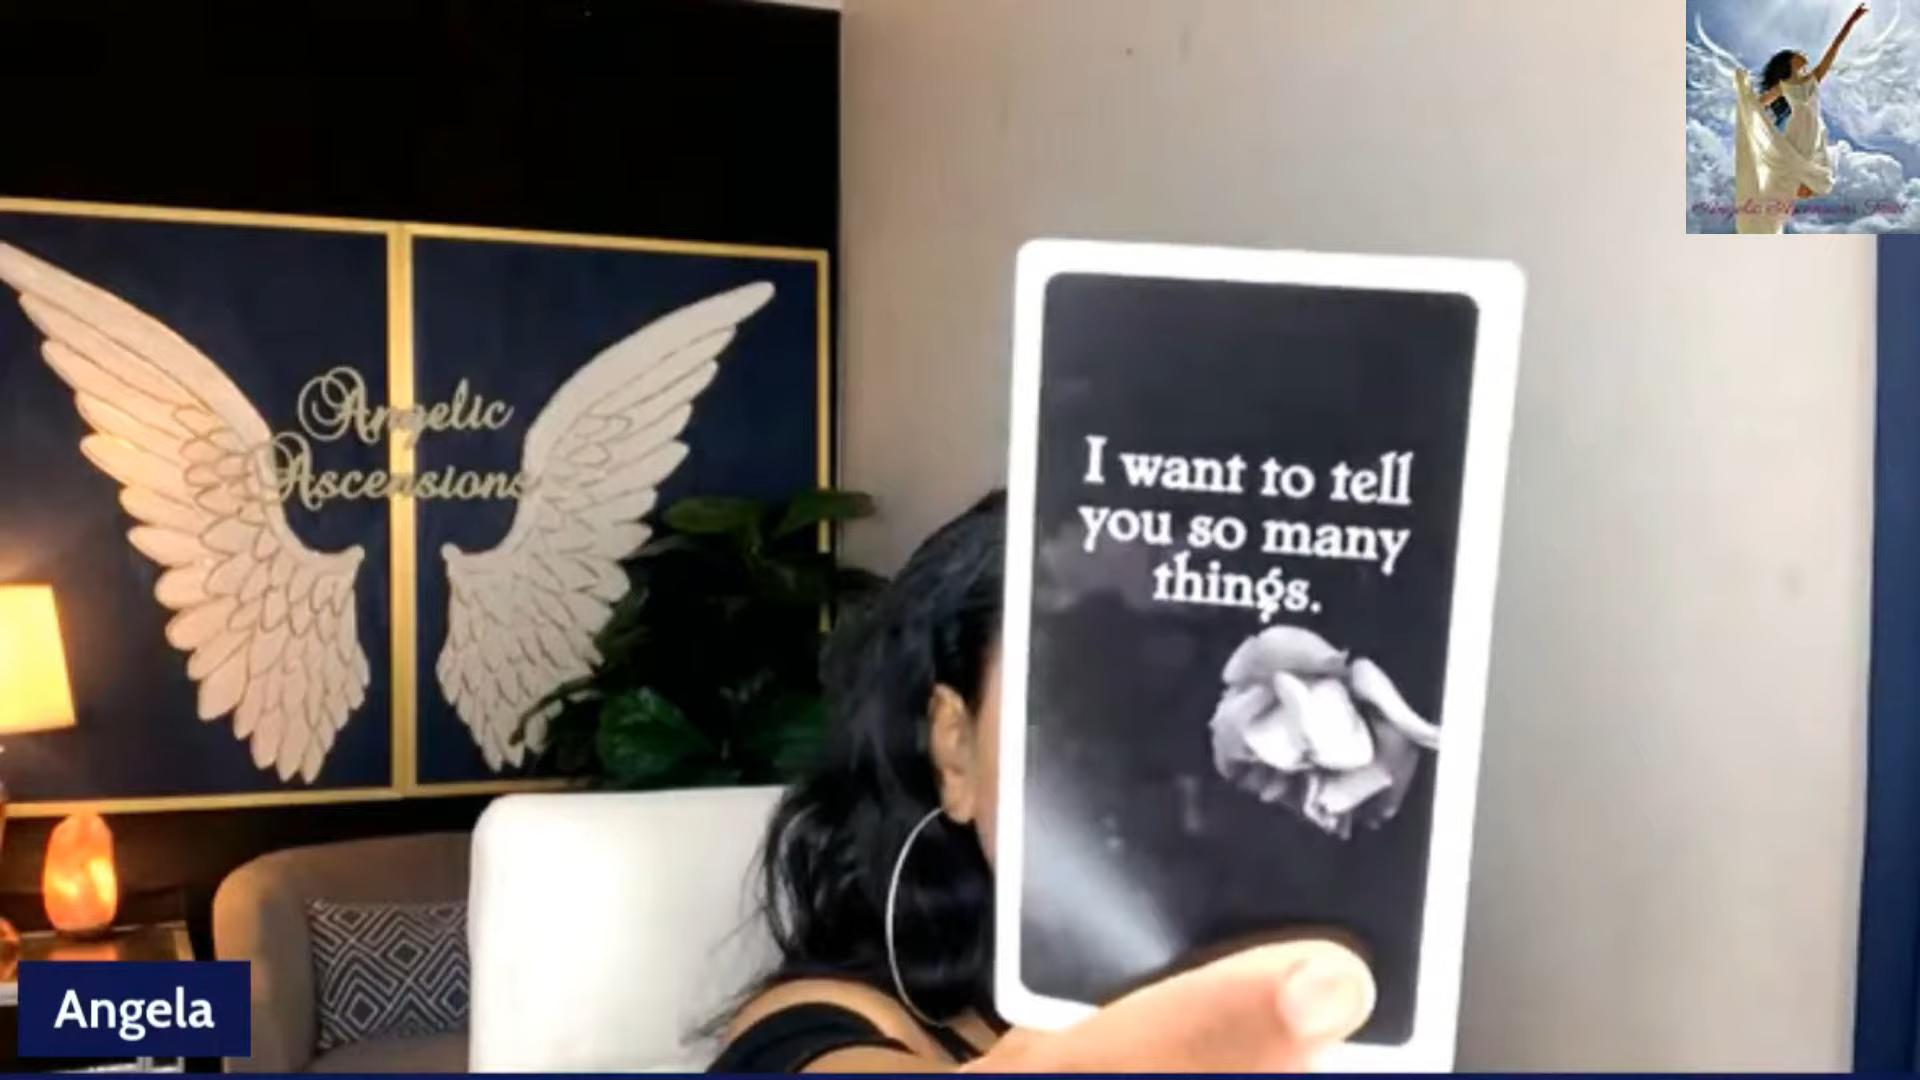 Angelic
Ascensions
I want to tell
you so many
things.
Angela